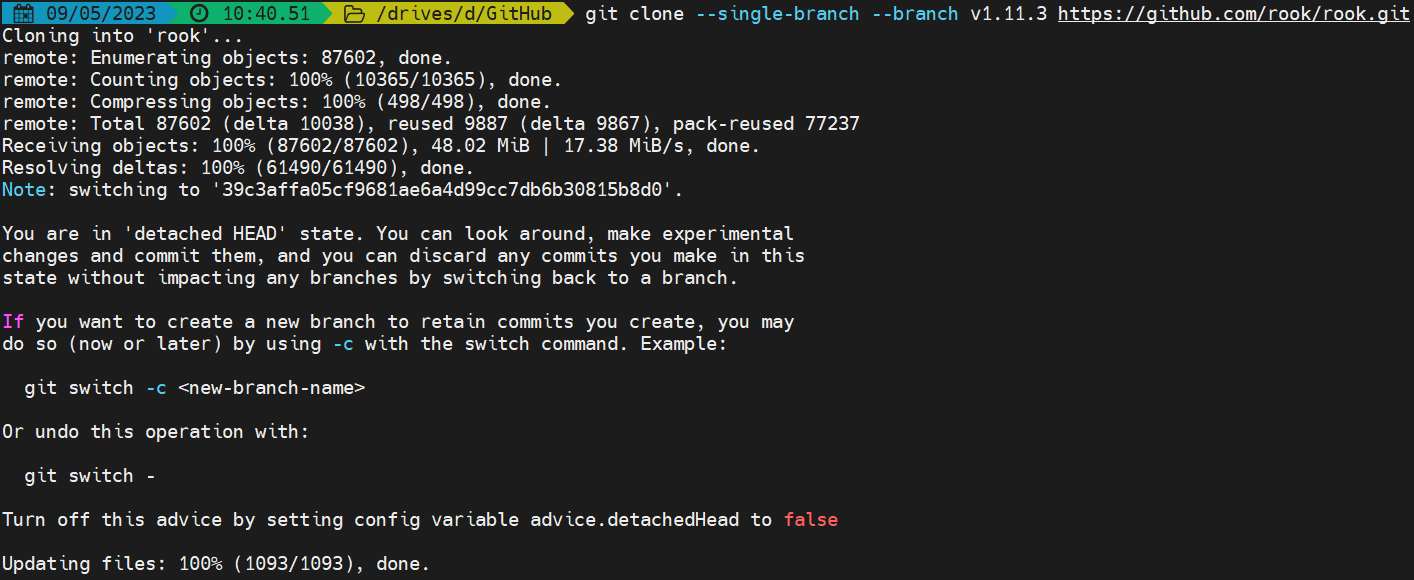 09/05/2023 10:40.51 /drives/d/GitHub git clone --single-branch --branch v1.11.3 https://github.com/rook/rook.git
Cloning into 'rook'...
remote: Enumerating objects: 87602, done.
remote: Counting objects: 100% (10365/10365), done.
remote: Compressing objects: 100% (498/498), done.
remote: Total 87602 (delta 10038), reused 9887 (delta 9867), pack-reused 77237
Receiving objects: 100% (87602/87602), 48.02 MiB | 17.38 MiB/s, done.
Resolving deltas: 100% (61490/61490), done.
Note: switching to '39c3affa05cf9681ae6a4d99cc7db6b30815b8d0'.

You are in 'detached HEAD' state. You can look around, make experimental
changes and commit them, and you can discard any commits you make in this
state without impacting any branches by switching back to a branch.

If you want to create a new branch to retain commits you create, you may
do so (now or later) by using -c with the switch command. Example:

  git switch -c <new-branch-name>

Or undo this operation with:

  git switch -

Turn off this advice by setting config variable advice.detachedHead to false

Updating files: 100% (1093/1093), done.